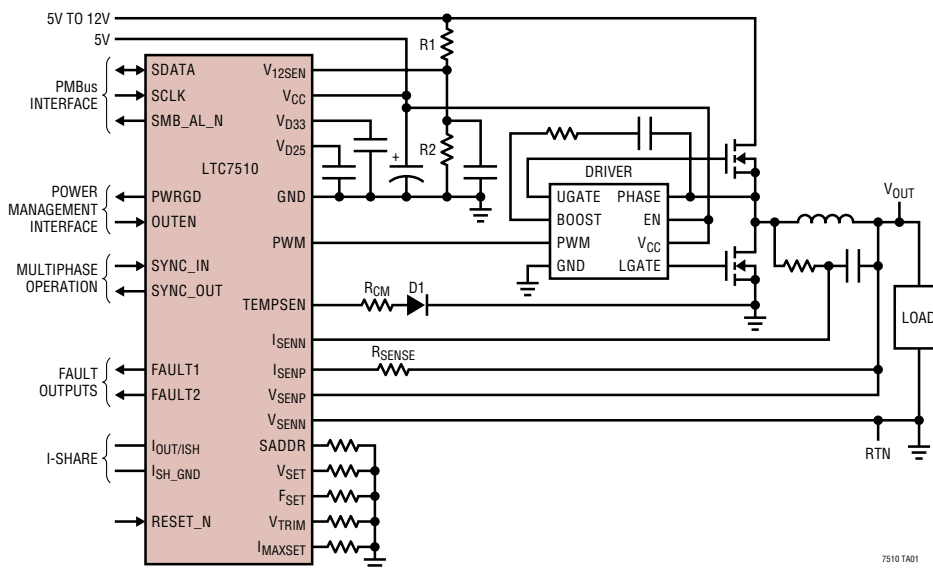 5V TO 12V
5V
R1
PMBus
INTERFACE
SDATA
SCLK
SMB_AL_N
V12SEN
VCC
VD33
VD25
LTC7510
+
R2
POWER
MANAGEMENT
INTERFACE
PWRGD
OUTEN
GND
PWM
DRIVER
UGATE
PHASE
BOOST
EN
PWM
VCC
GND
LGATE
VOUT
LOAD
MULTIPHASE
OPERATION
SYNC_IN
SYNC_OUT
TEMPSEN
RCM
D1
ISENN
FAULT
OUTPUTS
FAULT1
FAULT2
ISENP
RSENSE
VSENP
VSENN
RTN
I-SHARE
IOUT/ISH
ISH_GND
SADDR
VSET
FSET
RESET_N
VTRIM
IMAXSET
7510 TA01